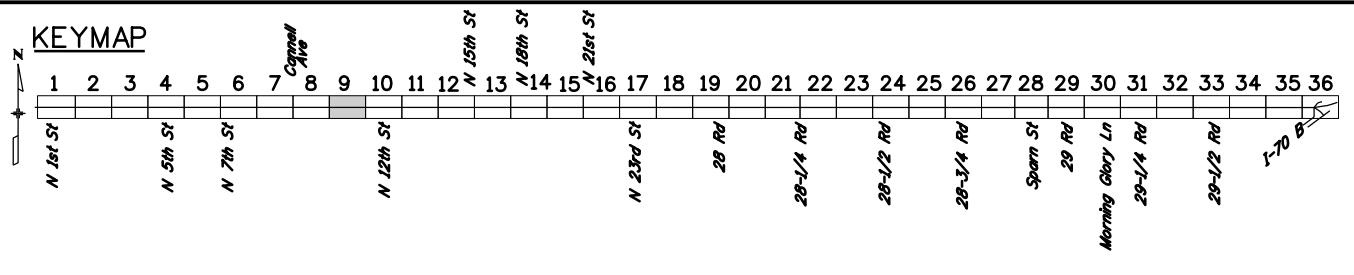 KEYMAP
N
Cannell Ave
N 15th St
N 18th St
N 21st St
1 2 3 4 5 6 7 8 9 10 11 12 13 14 15 16 17 18 19 20 21 22 23 24 25 26 27 28 29 30 31 32 33 34 35 36
N 1st St
N 5th St
N 7th St
N 12th St
N 23rd St
28 Rd
28-1/4 Rd
28-1/2 Rd
28-3/4 Rd
Sparn St
29 Rd
Morning Glory Ln
29-1/4 Rd
29-1/2 Rd
I-70 B